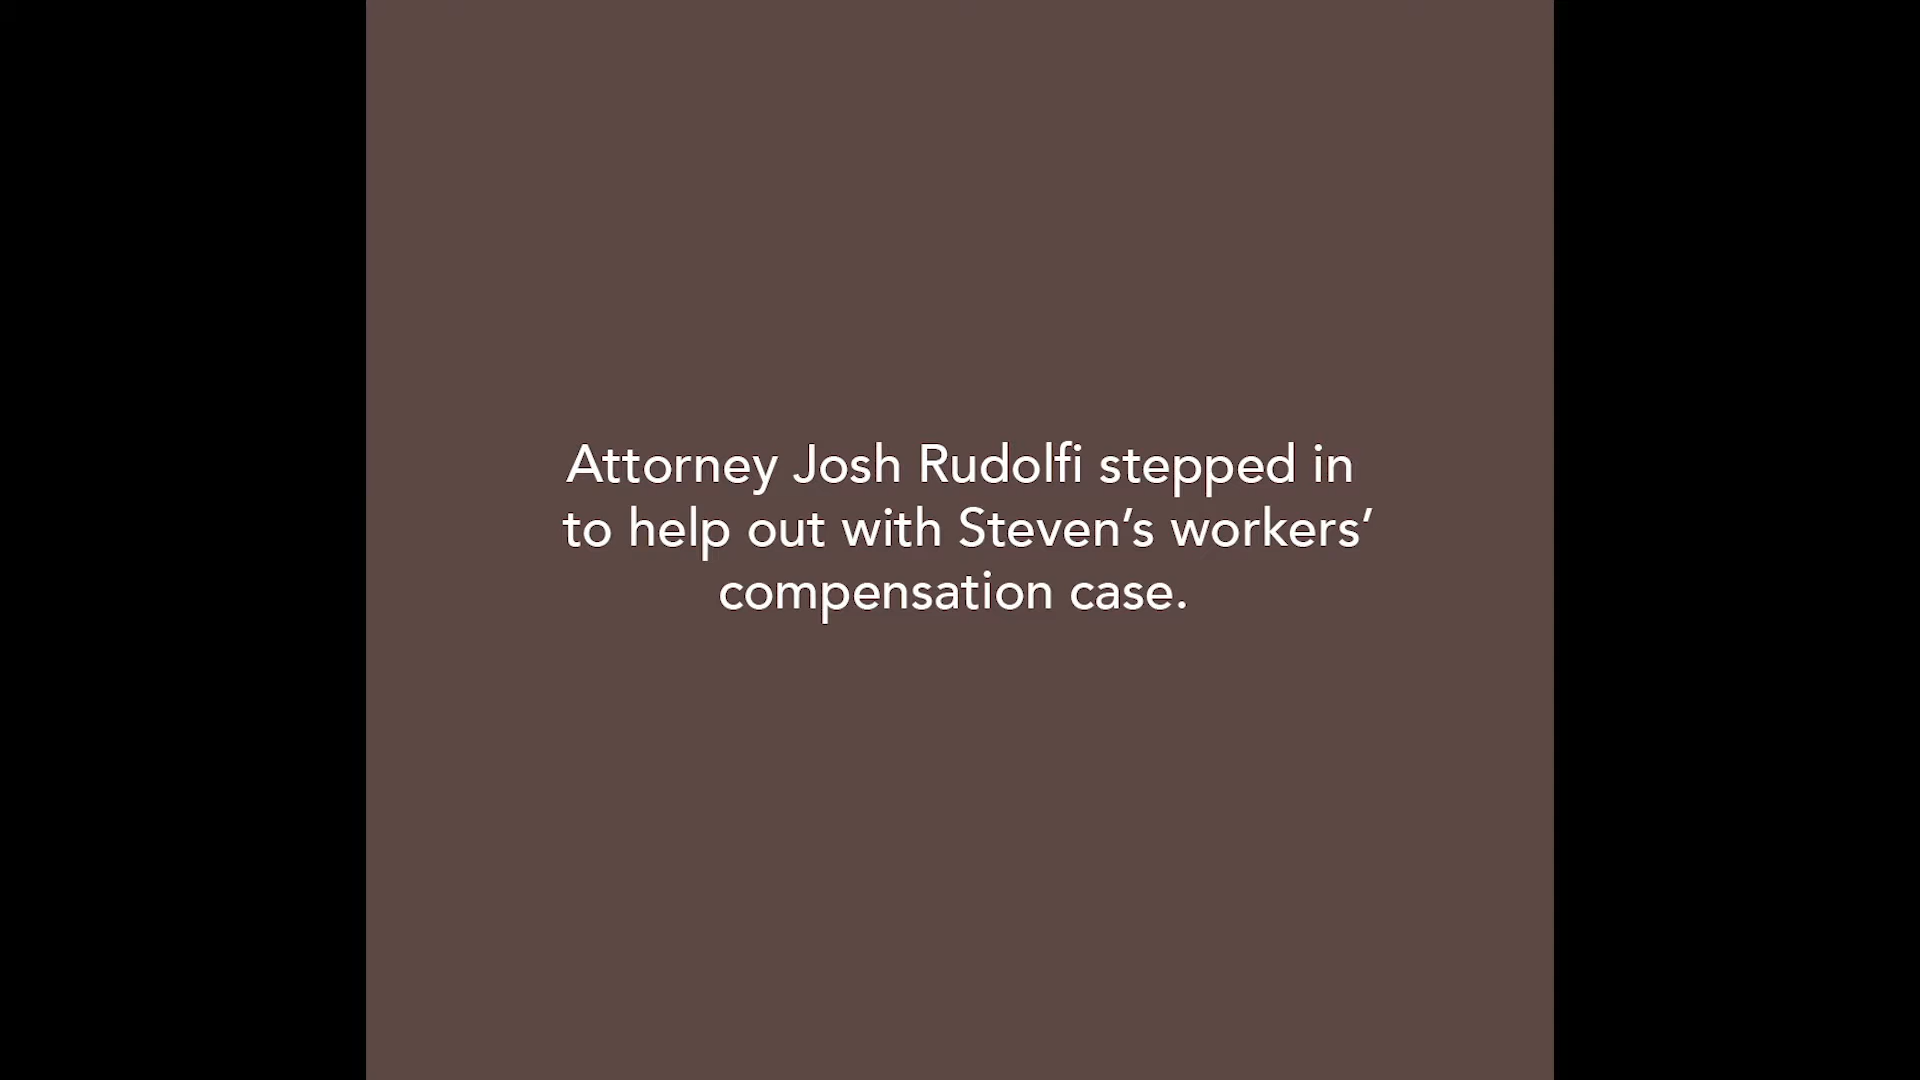 Attorney Josh Rudolfi stepped in
to help out with Steven’s workers’
compensation case.